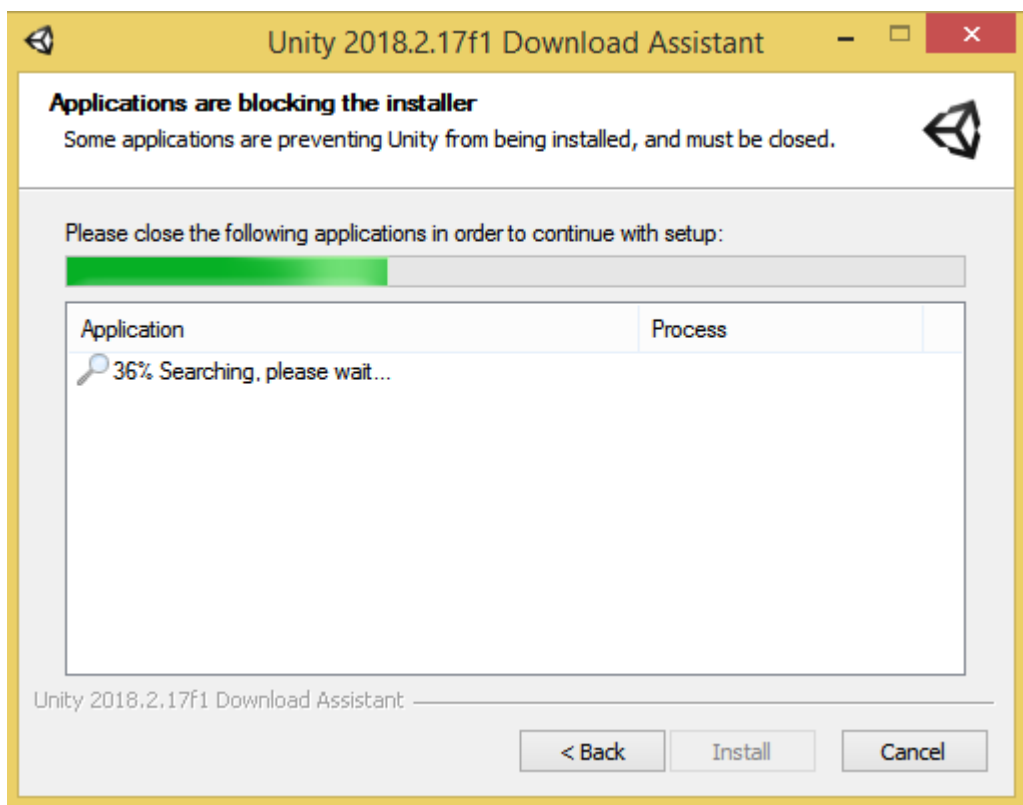 Unity 2018.2.17f1 Download Assistant
Applications are blocking the installer
Some applications are preventing Unity from being installed, and must be closed.
Please close the following applications in order to continue with setup:
Application Process
36% Searching, please wait...
Unity 2018.2.17f1 Download Assistant
< Back Install Cancel